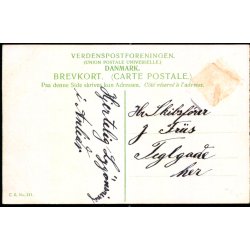 VERDENSPOSTFORENINGEN.
(UNION POSTALE UNIVERSELLE.)
DANMARK.
BREVKORT. (CARTE POSTALE.)
Paa denne Side skrives kun Adressen. Côté réservé à l'adresse.
Hr. Skibsfører
J. Friis
Teglgade
her
Hjertelig